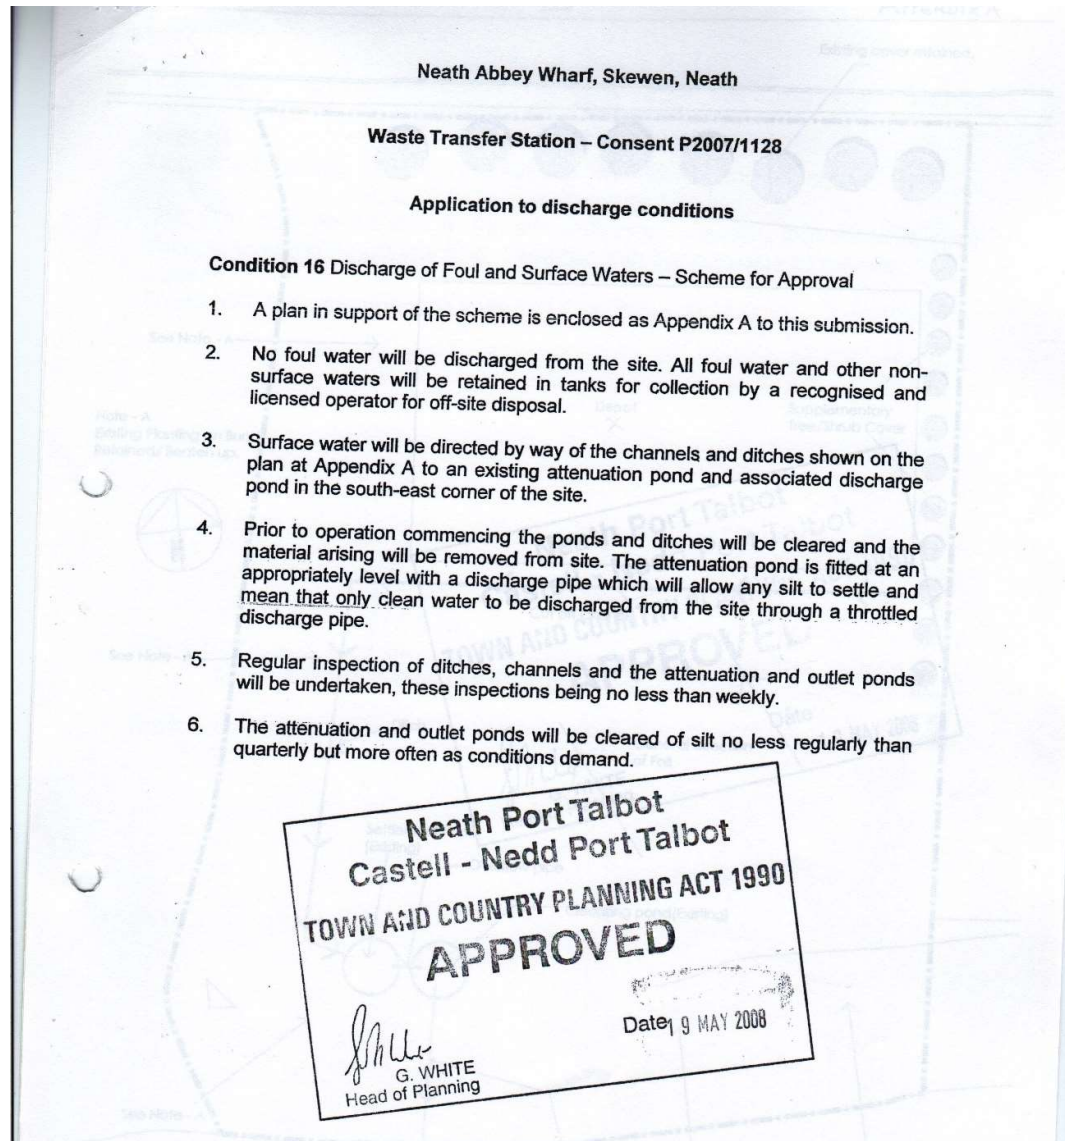 Neath Abbey Wharf, Skewen, Neath
Waste Transfer Station – Consent P2007/1128
Application to discharge conditions
Condition 16 Discharge of Foul and Surface Waters – Scheme for Approval
1. A plan in support of the scheme is enclosed as Appendix A to this submission.
2. No foul water will be discharged from the site. All foul water and other non-
surface waters will be retained in tanks for collection by a recognised and
licensed operator for off-site disposal.
3. Surface water will be directed by way of the channels and ditches shown on the
plan at Appendix A to an existing attenuation pond and associated discharge
pond in the south-east corner of the site.
4. Prior to operation commencing the ponds and ditches will be cleared and the
material arising will be removed from site. The attenuation pond is fitted at an
appropriately level with a discharge pipe which will allow any silt to settle and
mean that only clean water to be discharged from the site through a throttled
discharge pipe.
5. Regular inspection of ditches, channels and the attenuation and outlet ponds
will be undertaken, these inspections being no less than weekly.
6. The attenuation and outlet ponds will be cleared of silt no less regularly than
quarterly but more often as conditions demand.
Neath Port Talbot
Castell - Nedd Port Talbot
TOWN AND COUNTRY PLANNING ACT 1990
APPROVED
Date 19 MAY 2008
G. WHITE
Head of Planning